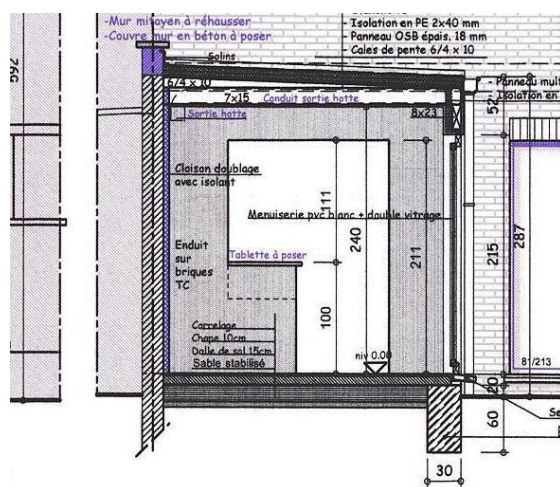 -Mur mitoyen à réhausser
-Couvre mur en béton à poser
- Isolation en PE 2x40 mm
- Panneau OSB épais. 18 mm
- Cales de pente 6/4 x 10
592
Solins
6/4 x 10
7x15
Conduit sortie hotte
Sortie hotte
8x23
52
- Panneau mult
- Isolation en
Cloison doublage
avec isolant
111
Menuiserie pvc blanc + double vitrage
240
211
215
287
Enduit
sur
briques
TC
Tablette à poser
100
Carrelage
Chape 10cm
Dalle de sol 15cm
Sable stabilisé
niv 0.00
81/213
20
60
Se
30